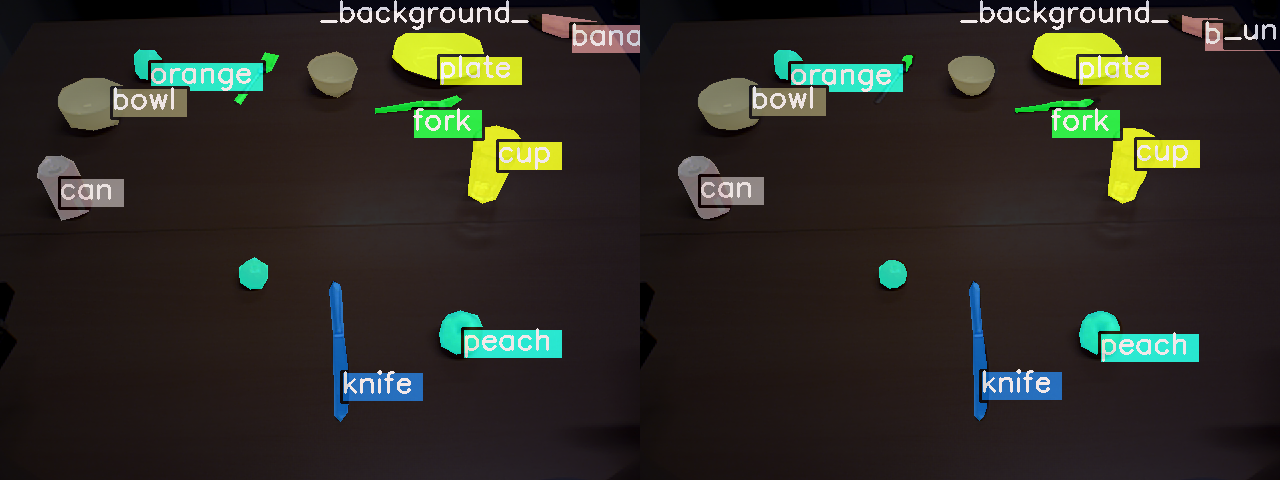 _background_
bana
orange
plate
bowl
fork
cup
can
peach
knife
_background_
b_un
orange
plate
bowl
fork
cup
can
peach
knife